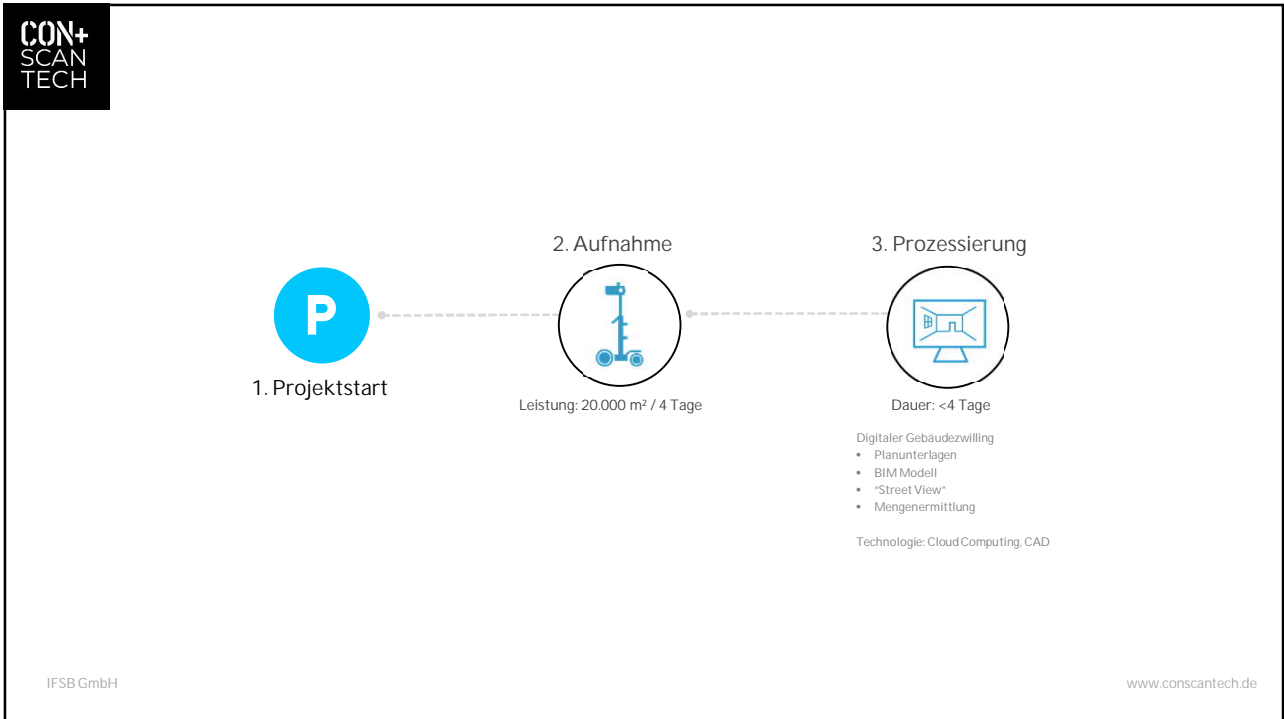 CON+
SCAN
TECH
P
1. Projektstart
2. Aufnahme
Leistung: 20.000 m² / 4 Tage
3. Prozessierung
Dauer: <4 Tage
Digitaler Gebäudezwilling
• Planunterlagen
• BIM Modell
• “Street View”
• Mengenermittlung
Technologie: Cloud Computing, CAD
IFSB GmbH
www.conscantech.de